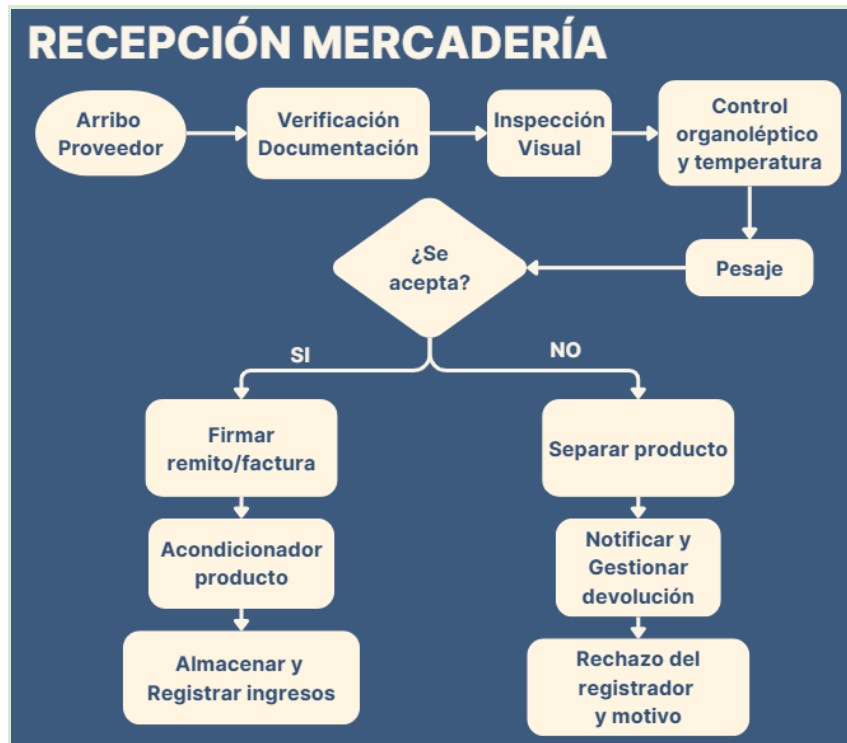 RECEPCIÓN MERCADERÍA
Arribo
Proveedor
Verificación
Documentación
Inspección
Visual
Control
organoléptico
y temperatura
Pesaje
¿Se
acepta?
SI
NO
Firmar
remito/factura
Acondicionador
producto
Almacenar y
Registrar ingresos
Separar producto
Notificar y
Gestionar
devolución
Rechazo del
registrador
y motivo